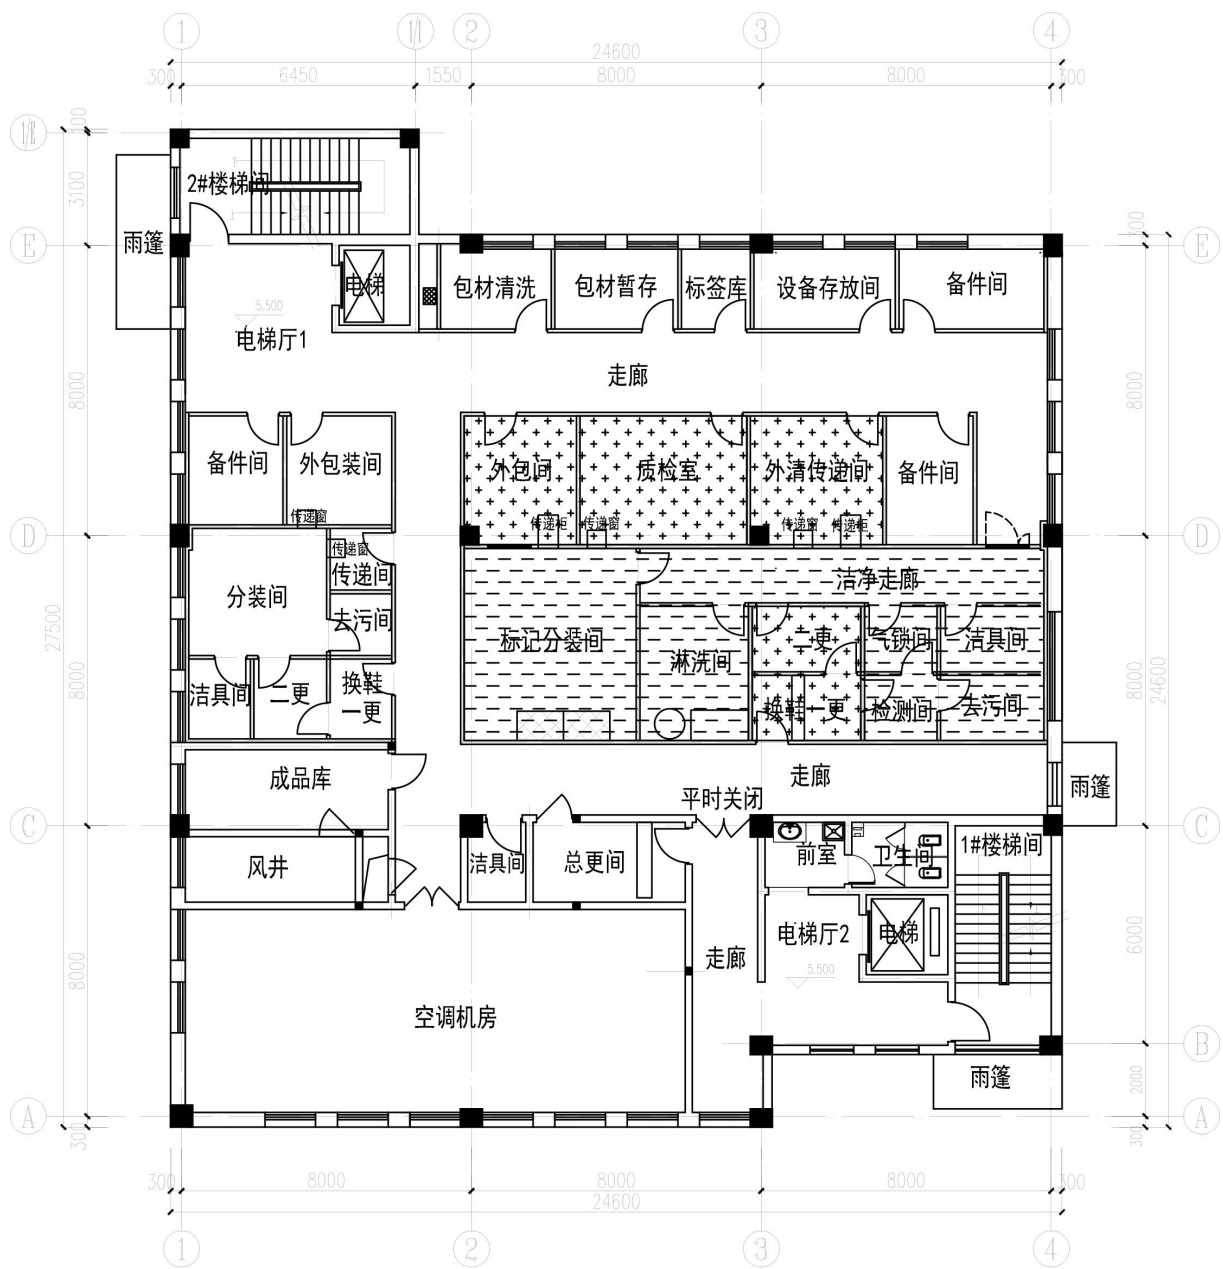 1
1/1
2
3
4
24600
300
6450
1550
8000
8000
300
1/E
300
3100
2#楼梯间
雨篷
E
300
E
电梯
包材清洗
包材暂存
标签库
设备存放间
备件间
5.500
电梯厅1
走廊
8000
8000
备件间
外包装间
外包间
质检室
外清传递间
备件间
传递窗
传递柜
传递窗
传递窗
传递柜
D
D
传递窗
传递间
分装间
去污间
洁净走廊
标记分装间
淋洗间
二更
气锁间
洁具间
27500
8000
8000
24600
洁具间
二更
换鞋
一更
换鞋
一更
检测间
去污间
成品库
走廊
雨篷
平时关闭
C
C
风井
洁具间
总更间
前室
卫生间
1#楼梯间
电梯厅2
电梯
5.500
走廊
8000
6000
空调机房
B
雨篷
2000
A
A
300
300
300
8000
8000
8000
300
24600
1
2
3
4